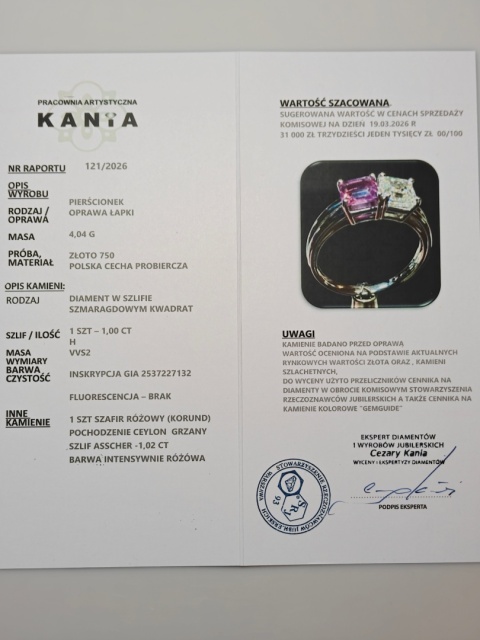 PRACOWNIA ARTYSTYCZNA
KANIA
NR RAPORTU 121/2026
OPIS
WYROBU
RODZAJ / PIERŚCIONEK
OPRAWA OPRAWA ŁAPKI
MASA 4,04 G
PRÓBA, ZŁOTO 750
MATERIAŁ POLSKA CECHA PROBIERCZA
OPIS KAMIENI:
RODZAJ DIAMENT W SZLIFIE
SZMARAGDOWYM KWADRAT
SZLIF / ILOŚĆ 1 SZT – 1,00 CT
H
MASA VVS2
WYMIARY
BARWA INSKRYPCJA GIA 2537227132
CZYSTOŚĆ
FLUORESCENCJA – BRAK
INNE 1 SZT SZAFIR RÓŻOWY (KORUND)
KAMIENIE POCHODZENIE CEYLON GRZANY
SZLIF ASSCHER -1,02 CT
BARWA INTENSYWNIE RÓŻOWA
WARTOŚĆ SZACOWANA
SUGEROWANA WARTOŚĆ W CENACH SPRZEDAŻY
KOMISOWEJ NA DZIEŃ 19.03.2026 R
31 000 ZŁ TRZYDZIEŚCI JEDEN TYSIĘCY ZŁ 00/100
UWAGI
KAMIENIE BADANO PRZED OPRAWĄ
WARTOŚĆ OCENIONA NA PODSTAWIE AKTUALNYCH
RYNKOWYCH WARTOŚCI ZŁOTA ORAZ , KAMIENI
SZLACHETNYCH,
DO WYCENY UŻYTO PRZELICZNIKÓW CENNIKA NA
DIAMENTY W OBROCIE KOMISOWYM STOWARZYSZENIA
RZECZOZNAWCÓW JUBILERSKICH A TAKŻE CENNIKA NA
KAMIENIE KOLOROWE "GEMGUIDE"
EKSPERT DIAMENTÓW
I WYROBÓW JUBILERSKICH
Cezary Kania
WYCENY I EKSPERTYZY DIAMENTÓW
PODPIS EKSPERTA
STOWARZYSZENIE RZECZOZNAWCÓW JUBILERSKICH WARSZAWA
S.R.J.
93